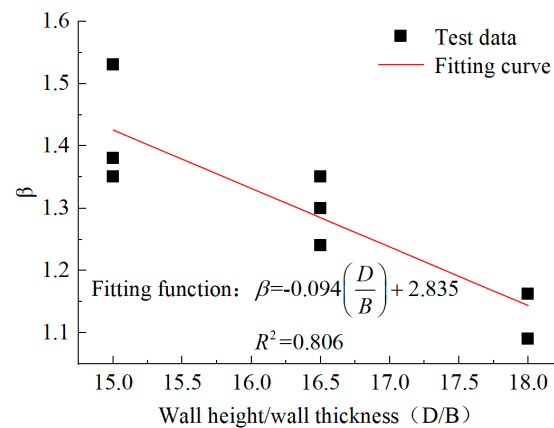 1.6
1.5
1.4
1.3
1.2
1.1
β
Test data
Fitting curve
Fitting function：β=-0.094(D/B)+2.835
R²=0.806
15.0 15.5 16.0 16.5 17.0 17.5 18.0
Wall height/wall thickness（D/B）